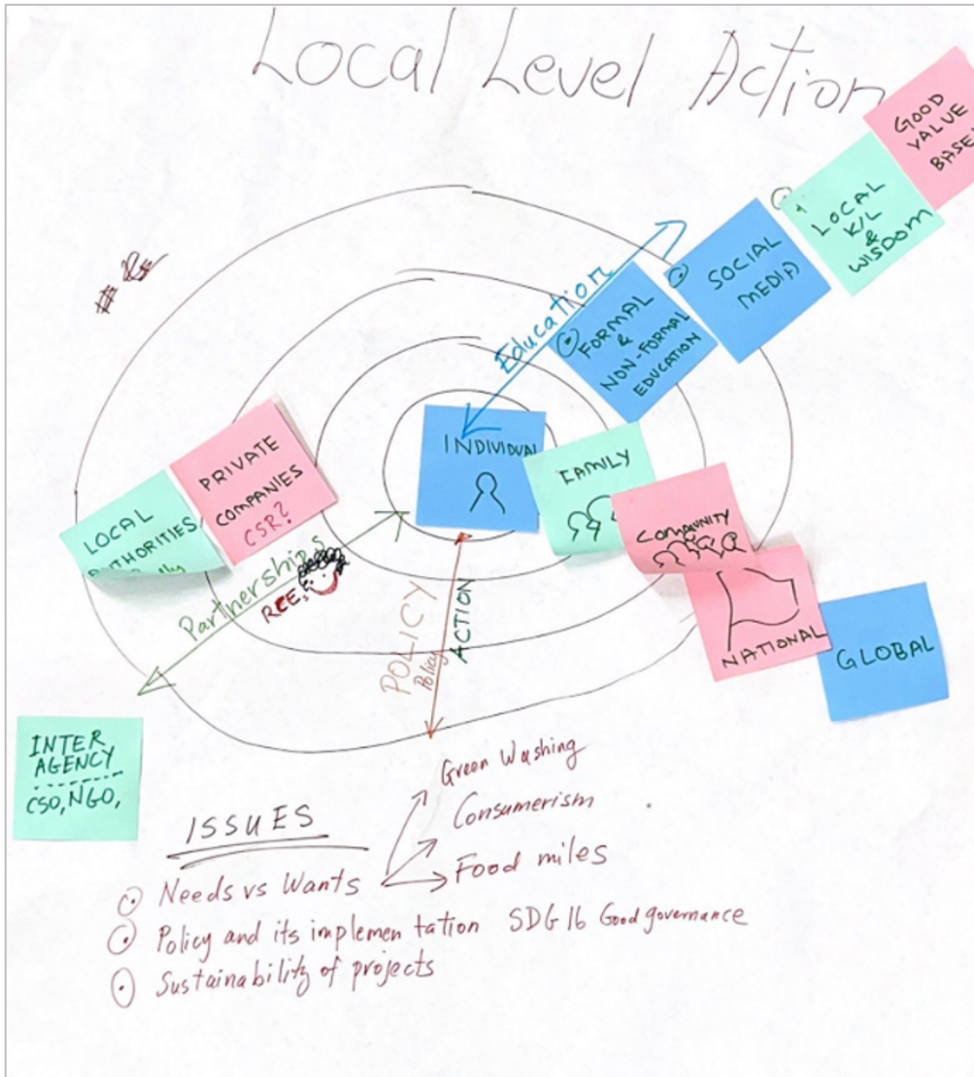 Local Level Action
GOOD
VALUE
BASE
LOCAL
K/L
&
WISDOM
SOCIAL
MEDIA
FORMAL
&
NON-FORMAL
EDUCATION
Education
INDIVIDUAL
FAMILY
COMMUNITY
NATIONAL
GLOBAL
PRIVATE
COMPANIES
CSR?
LOCAL
AUTHORITIES,
Partnerships
RCE,
POLICY
Policy
ACTION
INTER
AGENCY
CSO, NGO,
ISSUES
Needs vs Wants
Green Washing
Consumerism
Food miles
Policy and its implementation SDG 16 Good governance
Sustainability of projects